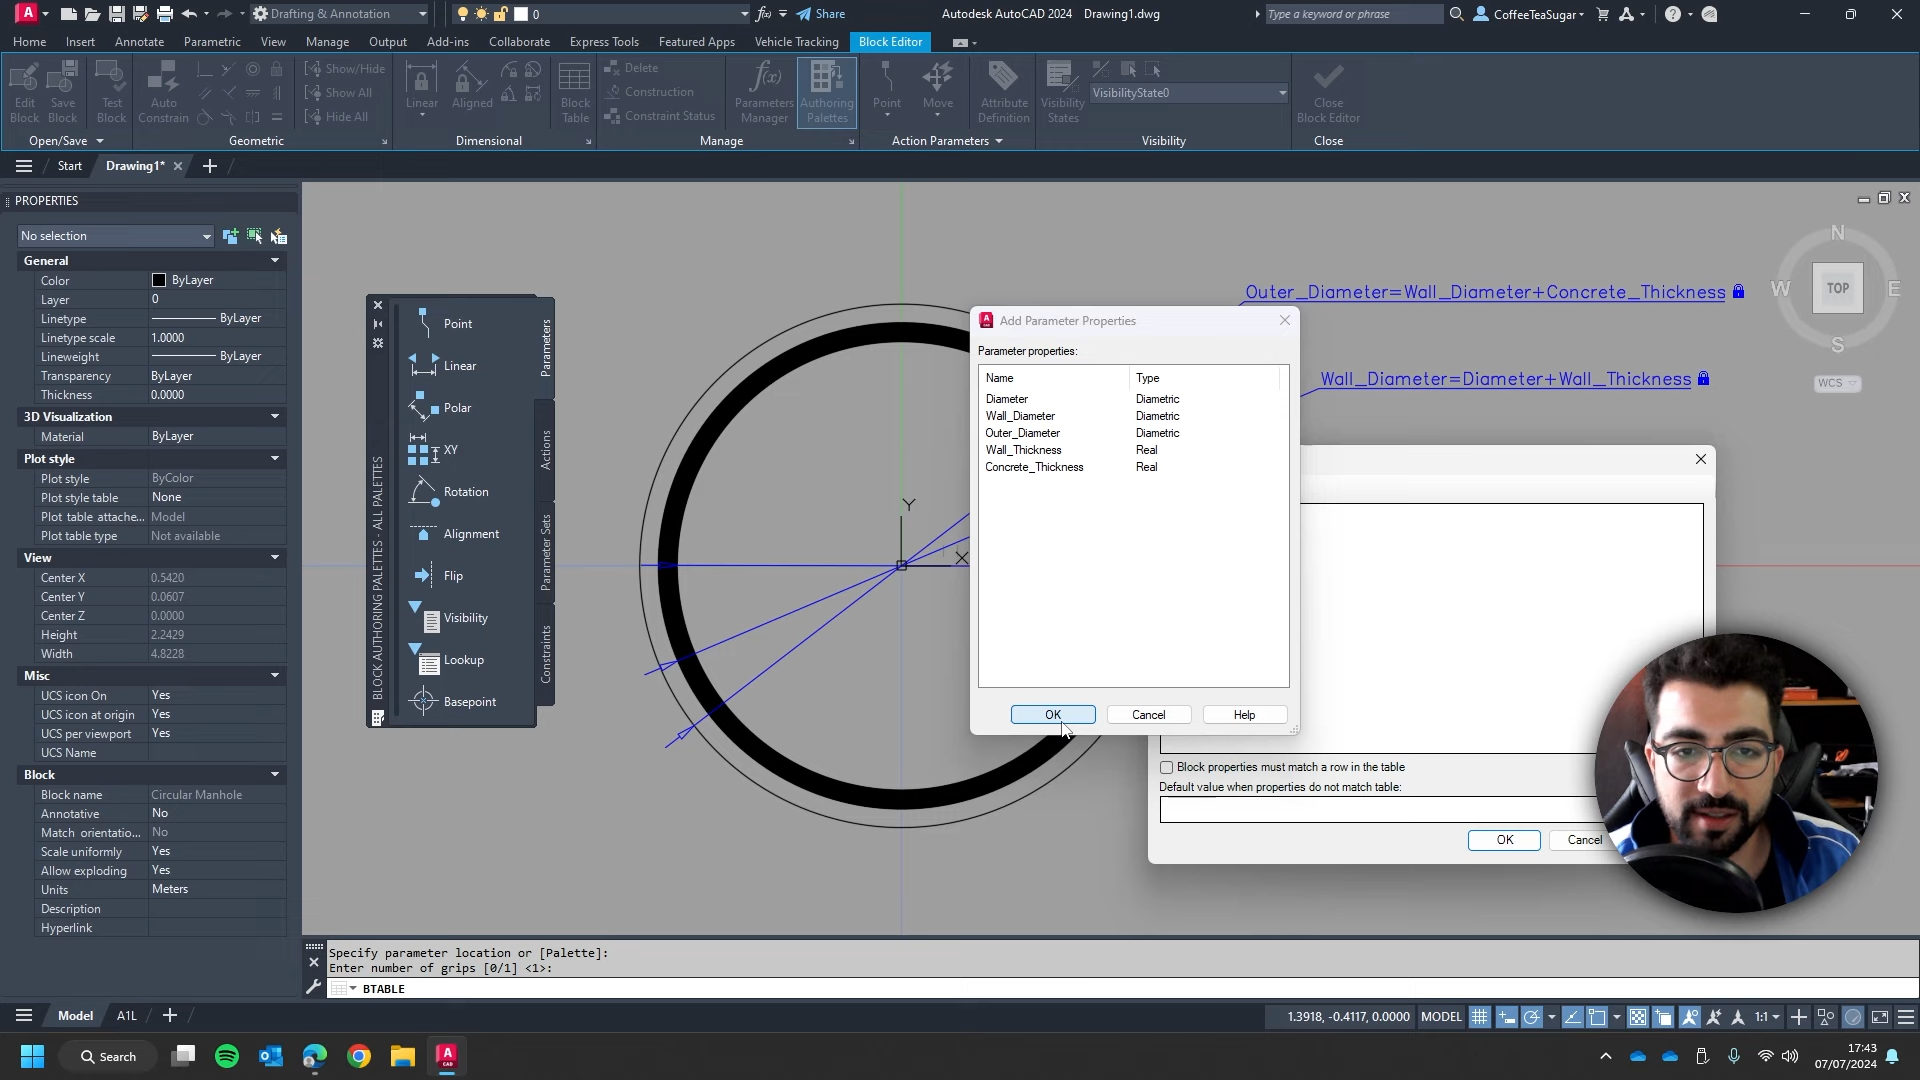 Drafting & Annotation
0
Share
Autodesk AutoCAD 2024 Drawing1.dwg
Type a keyword or phrase
CoffeeTeaSugar
Home Insert Annotate Parametric View Manage Output Add-ins Collaborate Express Tools Featured Apps Vehicle Tracking Block Editor
Edit Block
Save Block
Test Block
Auto Constrain
Show/Hide
Show All
Hide All
Linear
Aligned
Block Table
Delete
Construction
Constraint Status
Parameters Manager
Authoring Palettes
Point
Move
Attribute Definition
Visibility States
VisibilityState0
Close Block Editor
Open/Save Geometric Dimensional Manage Action Parameters Visibility Close
Start Drawing1*
PROPERTIES
No selection
General
Color ByLayer
Layer 0
Linetype ByLayer
Linetype scale 1.0000
Lineweight ByLayer
Transparency ByLayer
Thickness 0.0000
3D Visualization
Material ByLayer
Plot style
Plot style ByColor
Plot style table None
Plot table attache... Model
Plot table type Not available
View
Center X 0.5420
Center Y 0.0607
Center Z 0.0000
Height 2.2429
Width 4.8228
Misc
UCS icon On Yes
UCS icon at origin Yes
UCS per viewport Yes
UCS Name
Block
Block name Circular Manhole
Annotative No
Match orientatio... No
Scale uniformly Yes
Allow exploding Yes
Units Meters
Description
Hyperlink
BLOCK AUTHORING PALETTES - ALL PALETTES
Point
Linear
Polar
XY
Rotation
Alignment
Flip
Visibility
Lookup
Basepoint
Parameters
Actions
Parameter Sets
Constraints
Y
X
Outer_Diameter=Wall_Diameter+Concrete_Thickness
Wall_Diameter=Diameter+Wall_Thickness
N
W TOP E
S
WCS
Add Parameter Properties
Parameter properties:
Name Type
Diameter Diametric
Wall_Diameter Diametric
Outer_Diameter Diametric
Wall_Thickness Real
Concrete_Thickness Real
OK Cancel Help
Block properties must match a row in the table
Default value when properties do not match table:
OK Cancel
Specify parameter location or [Palette]:
Enter number of grips [0/1] <1>:
BTABLE
Model A1L
1.3918, -0.4117, 0.0000 MODEL 1:1
Search
17:43
07/07/2024